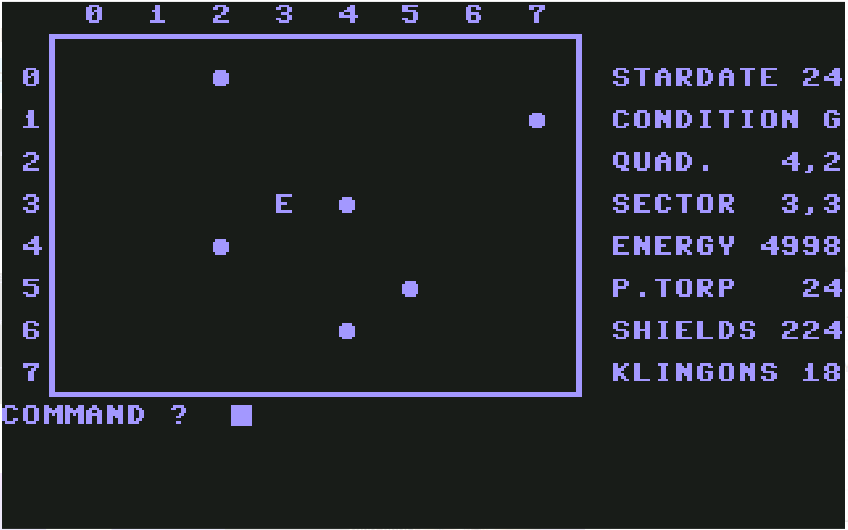 0 1 2 3 4 5 6 7
0 STARDATE 24
1 CONDITION G
2 QUAD. 4,2
3 E SECTOR 3,3
4 ENERGY 4998
5 P.TORP 24
6 SHIELDS 224
7 KLINGONS 18
COMMAND ?